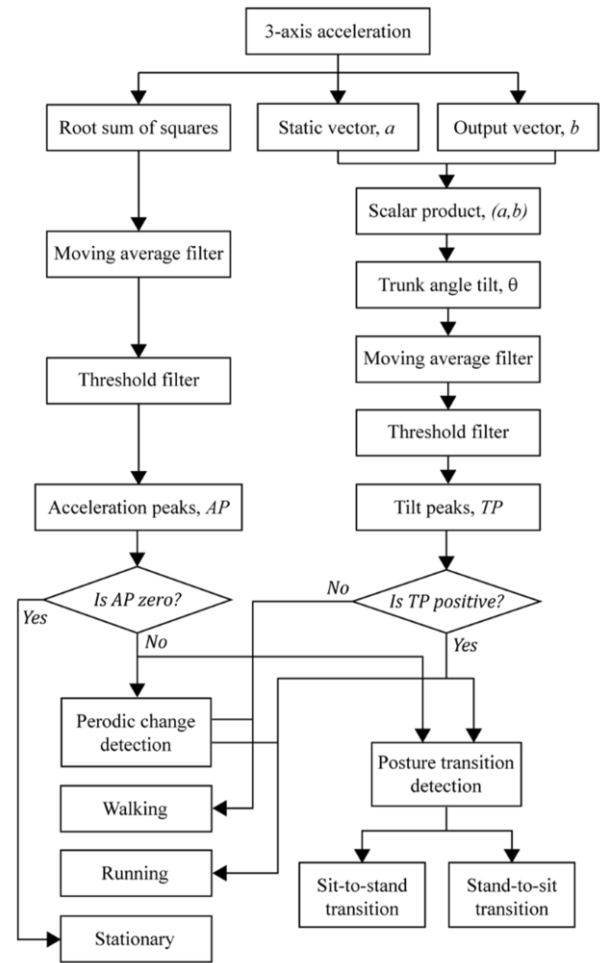 3-axis acceleration
Root sum of squares
Static vector, a
Output vector, b
Scalar product, (a,b)
Moving average filter
Trunk angle tilt, θ
Moving average filter
Threshold filter
Threshold filter
Acceleration peaks, AP
Tilt peaks, TP
Is AP zero?
Yes
No
No
Is TP positive?
Yes
Perodic change
detection
Posture transition
detection
Walking
Running
Sit-to-stand
transition
Stand-to-sit
transition
Stationary